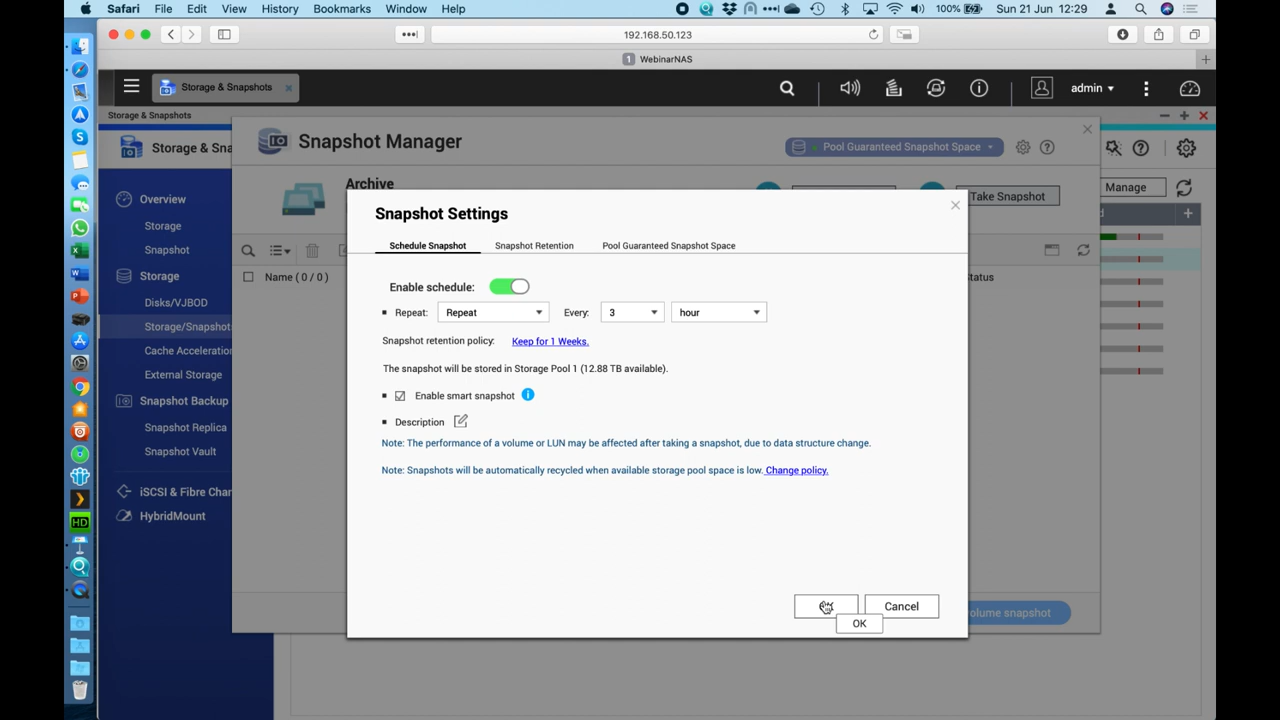 Safari File Edit View History Bookmarks Window Help 100% Sun 21 Jun 12:29
192.168.50.123
1 WebinarNAS
Storage & Snapshots × admin
Storage & Snapshots
Storage & Sna
Snapshot Manager
Pool Guaranteed Snapshot Space
Manage
Archive
Take Snapshot
Overview
Storage
Snapshot
Storage
Disks/VJBOD
Storage/Snapshots
Cache Acceleration
External Storage
Snapshot Backup
Snapshot Replica
Snapshot Vault
iSCSI & Fibre Chan
HybridMount
Name ( 0 / 0 )
Status
Snapshot Settings
Schedule Snapshot Snapshot Retention Pool Guaranteed Snapshot Space
Enable schedule:
Repeat: Repeat Every: 3 hour
Snapshot retention policy: Keep for 1 Weeks.
The snapshot will be stored in Storage Pool 1 (12.88 TB available).
Enable smart snapshot
Description
Note: The performance of a volume or LUN may be affected after taking a snapshot, due to data structure change.
Note: Snapshots will be automatically recycled when available storage pool space is low. Change policy.
Cancel
OK
olume snapshot
HD